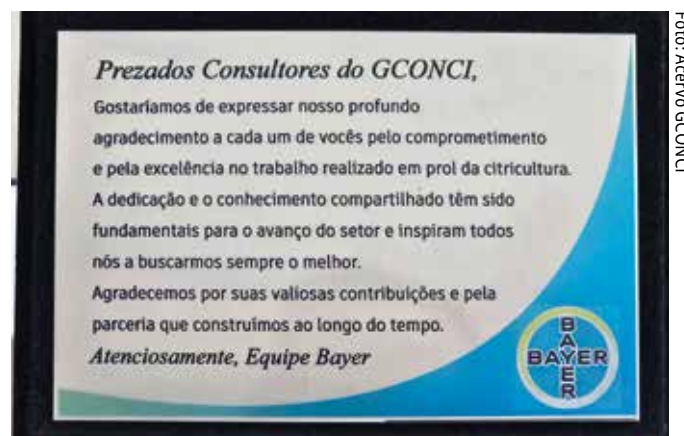 Prezados Consultores do GCONCI,
Gostaríamos de expressar nosso profundo
agradecimento a cada um de vocês pelo comprometimento
e pela excelência no trabalho realizado em prol da citricultura.
A dedicação e o conhecimento compartilhado têm sido
fundamentais para o avanço do setor e inspiram todos
nós a buscarmos sempre o melhor.
Agradecemos por suas valiosas contribuições e pela
parceria que construímos ao longo do tempo.
Atenciosamente, Equipe Bayer
BAYER
BAYER
Foto: Acervo GCONCI